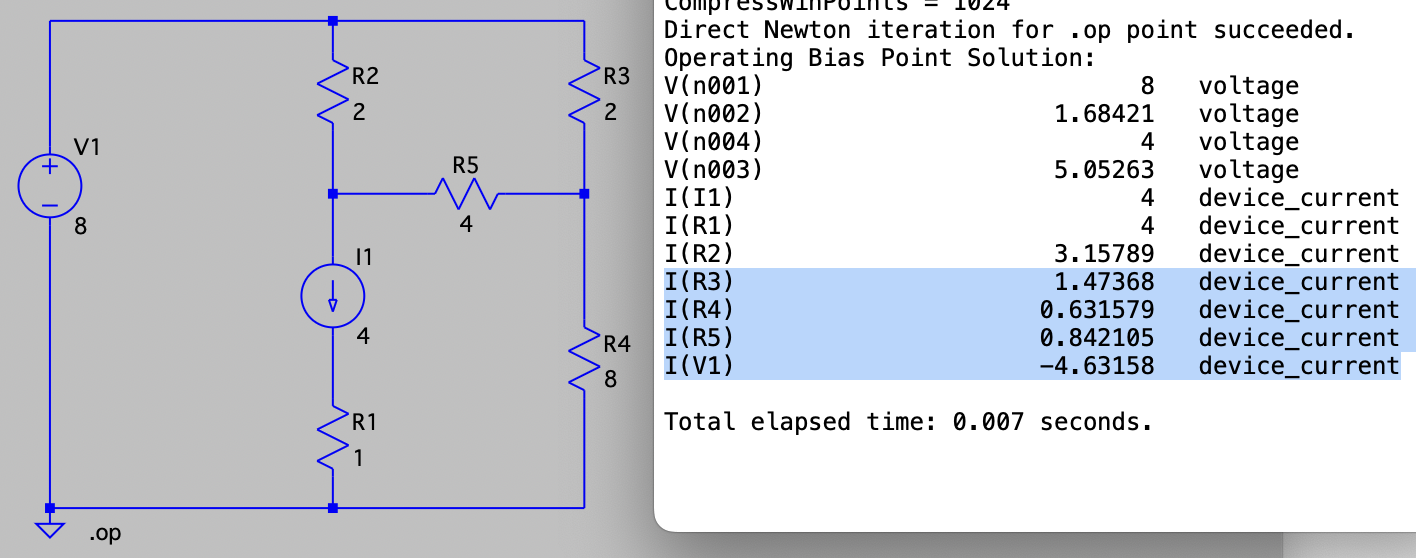 R2
2
R3
2
V1
+
−
8
R5
4
I1
4
R4
8
R1
1
.op
CompressWinPoints = 1024
Direct Newton iteration for .op point succeeded.
Operating Bias Point Solution:
V(n001) 8 voltage
V(n002) 1.68421 voltage
V(n004) 4 voltage
V(n003) 5.05263 voltage
I(I1) 4 device_current
I(R1) 4 device_current
I(R2) 3.15789 device_current
I(R3) 1.47368 device_current
I(R4) 0.631579 device_current
I(R5) 0.842105 device_current
I(V1) −4.63158 device_current
Total elapsed time: 0.007 seconds.